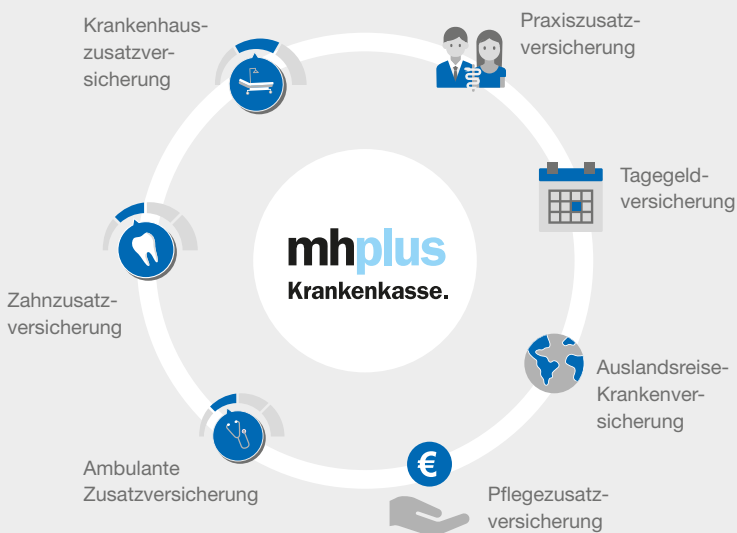 Krankenhaus-
zusatzver-
sicherung
Praxiszusatz-
versicherung
Tagegeld-
versicherung
mhplus
Krankenkasse.
Zahnzusatz-
versicherung
Auslandsreise-
Krankenver-
sicherung
Ambulante
Zusatzversicherung
€
Pflegezusatz-
versicherung